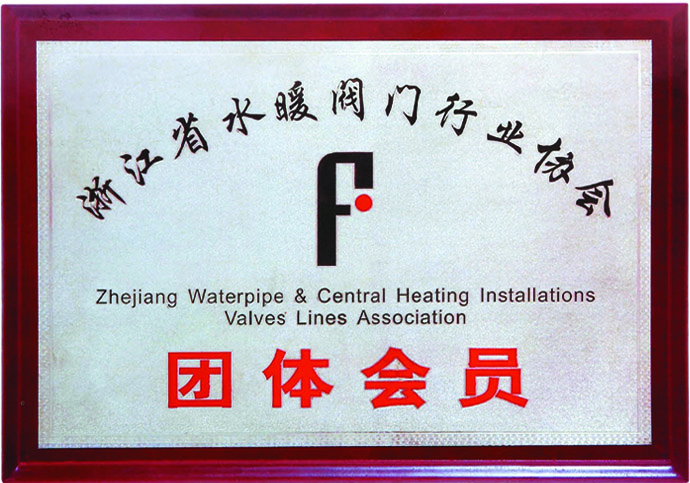 浙江省水暖阀门行业协会
Zhejiang Waterpipe & Central Heating Installations
Valves Lines Association
团体会员